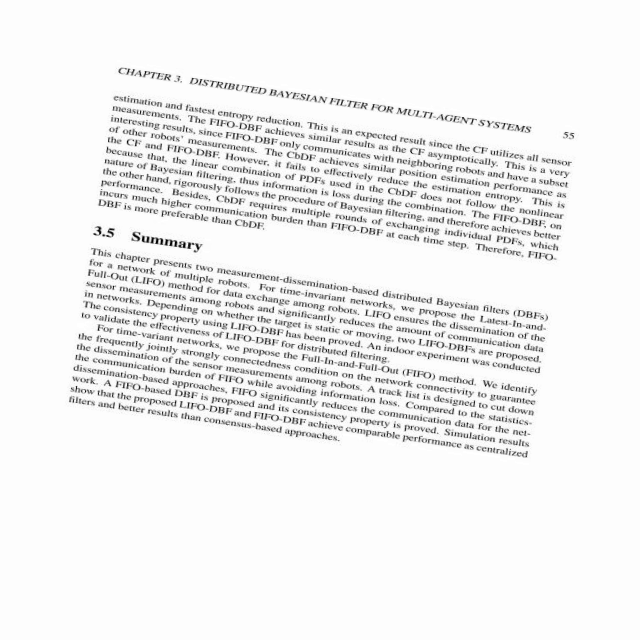 CHAPTER 3. DISTRIBUTED BAYESIAN FILTER FOR MULTI-AGENT SYSTEMS 55
estimation and fastest entropy reduction. This is an expected result since the CF utilizes all sensor
measurements. The FIFO-DBF achieves similar results as the CF asymptotically. This is a very
interesting results, since FIFO-DBF only communicates with neighboring robots and have a subset
of other robots' measurements. The CbDF achieves similar position estimation performance as
the CF and FIFO-DBF. However, it fails to effectively reduce the estimation entropy. This is
because that, the linear combination of PDFs used in the CbDF does not follow the nonlinear
nature of Bayesian filtering, thus information is loss during the combination. The FIFO-DBF, on
the other hand, rigorously follows the procedure of Bayesian filtering, and therefore achieves better
performance. Besides, CbDF requires multiple rounds of exchanging individual PDFs, which
incurs much higher communication burden than FIFO-DBF at each time step. Therefore, FIFO-
DBF is more preferable than CbDF.
3.5 Summary
This chapter presents two measurement-dissemination-based distributed Bayesian filters (DBFs)
for a network of multiple robots. For time-invariant networks, we propose the Latest-In-and-
Full-Out (LIFO) method for data exchange among robots. LIFO ensures the dissemination of the
sensor measurements among robots and significantly reduces the amount of communication data
in networks. Depending on whether the target is static or moving, two LIFO-DBFs are proposed.
The consistency property using LIFO-DBF has been proved. An indoor experiment was conducted
to validate the effectiveness of LIFO-DBF for distributed filtering.
For time-variant networks, we propose the Full-In-and-Full-Out (FIFO) method. We identify
the frequently jointly strongly connectedness condition on the network connectivity to guarantee
the dissemination of the sensor measurements among robots. A track list is designed to cut down
the communication burden of FIFO while avoiding information loss. Compared to the statistics-
dissemination-based approaches, FIFO significantly reduces the communication data for the net-
work. A FIFO-based DBF is proposed and its consistency property is proved. Simulation results
show that the proposed LIFO-DBF and FIFO-DBF achieve comparable performance as centralized
filters and better results than consensus-based approaches.